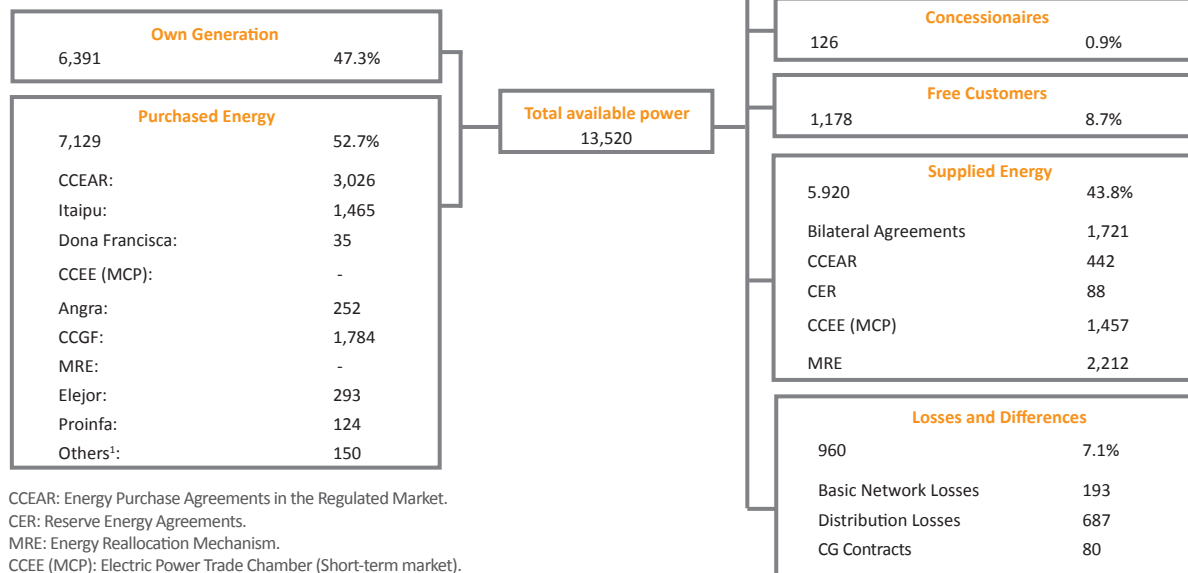 Own Generation
6,391 47.3%
Purchased Energy
7,129 52.7%
CCEAR: 3,026
Itaipu: 1,465
Dona Francisca: 35
CCEE (MCP): -
Angra: 252
CCGF: 1,784
MRE: -
Elejor: 293
Proinfa: 124
Others¹: 150
Total available power
13,520
Concessionaires
126 0.9%
Free Customers
1,178 8.7%
Supplied Energy
5.920 43.8%
Bilateral Agreements 1,721
CCEAR 442
CER 88
CCEE (MCP) 1,457
MRE 2,212
Losses and Differences
960 7.1%
Basic Network Losses 193
Distribution Losses 687
CG Contracts 80
CCEAR: Energy Purchase Agreements in the Regulated Market.
CER: Reserve Energy Agreements.
MRE: Energy Reallocation Mechanism.
CCEE (MCP): Electric Power Trade Chamber (Short-term market).